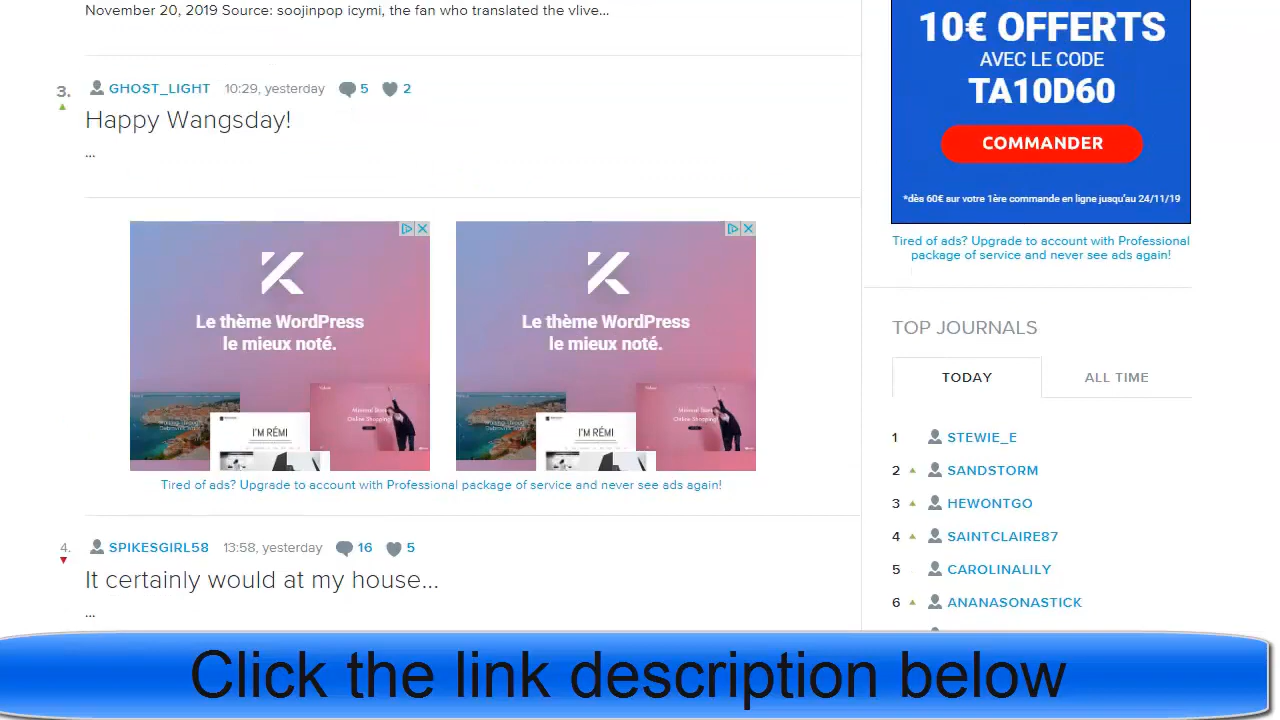 November 20, 2019 Source: soojinpop icymi, the fan who translated the vlive...
3. GHOST_LIGHT 10:29, yesterday 5 2
Happy Wangsday!
...
Le thème WordPress
le mieux noté.
I'M RÉMI
Le thème WordPress
le mieux noté.
I'M RÉMI
Tired of ads? Upgrade to account with Professional package of service and never see ads again!
4. SPIKESGIRL58 13:58, yesterday 16 5
It certainly would at my house...
...
10€ OFFERTS
AVEC LE CODE
TA10D60
COMMANDER
*dès 60€ sur votre 1ère commande en ligne jusqu'au 24/11/19
Tired of ads? Upgrade to account with Professional
package of service and never see ads again!
TOP JOURNALS
TODAY ALL TIME
1 STEWIE_E
2 SANDSTORM
3 HEWONTGO
4 SAINTCLAIRE87
5 CAROLINALILY
6 ANANASONASTICK
Click the link description below